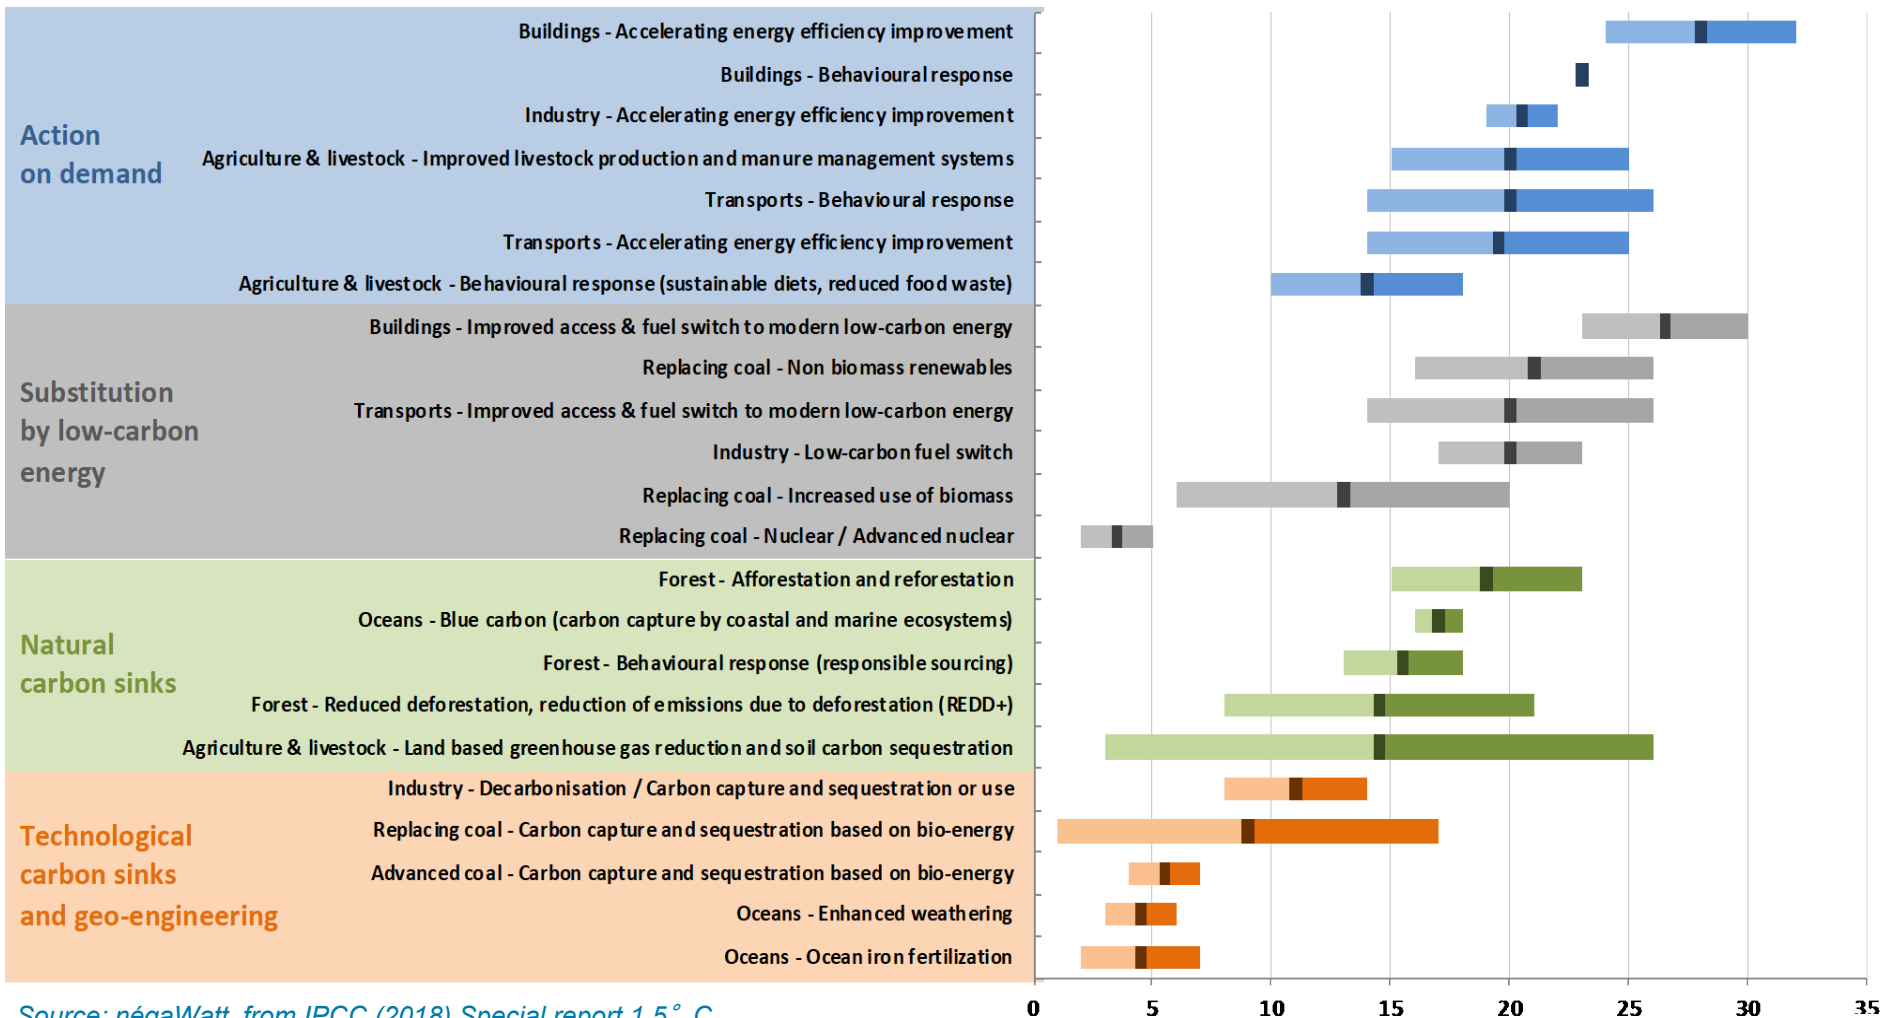 Buildings - Accelerating energy efficiency improvement
Buildings - Behavioural response
Industry - Accelerating energy efficiency improvement
Action
on demand
Agriculture & livestock - Improved livestock production and manure management systems
Transports - Behavioural response
Transports - Accelerating energy efficiency improvement
Agriculture & livestock - Behavioural response (sustainable diets, reduced food waste)
Buildings - Improved access & fuel switch to modern low-carbon energy
Replacing coal - Non biomass renewables
Substitution
by low-carbon
energy
Transports - Improved access & fuel switch to modern low-carbon energy
Industry - Low-carbon fuel switch
Replacing coal - Increased use of biomass
Replacing coal - Nuclear / Advanced nuclear
Forest - Afforestation and reforestation
Oceans - Blue carbon (carbon capture by coastal and marine ecosystems)
Natural
carbon sinks
Forest - Behavioural response (responsible sourcing)
Forest - Reduced deforestation, reduction of emissions due to deforestation (REDD+)
Agriculture & livestock - Land based greenhouse gas reduction and soil carbon sequestration
Industry - Decarbonisation / Carbon capture and sequestration or use
Replacing coal - Carbon capture and sequestration based on bio-energy
Technological
carbon sinks
and geo-engineering
Advanced coal - Carbon capture and sequestration based on bio-energy
Oceans - Enhanced weathering
Oceans - Ocean iron fertilization
0 5 10 15 20 25 30 35
Source: négaWatt, from IPCC (2018) Special report 1,5° C